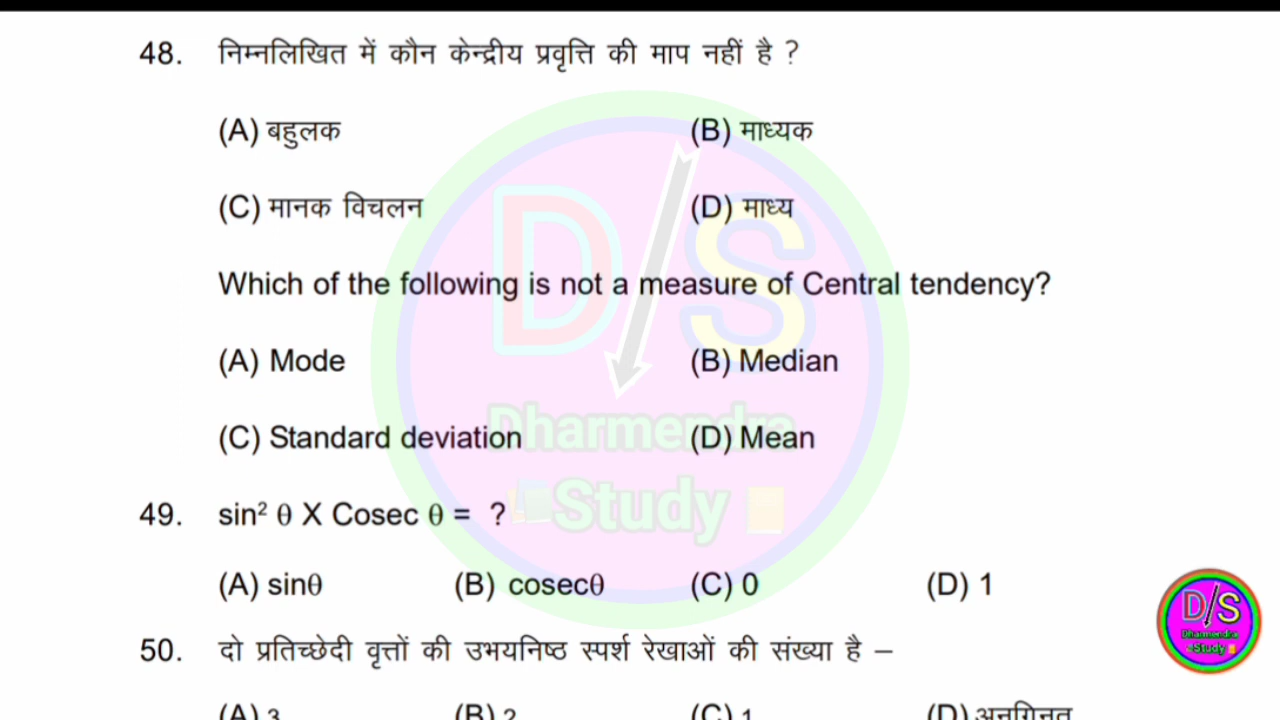 48. निम्नलिखित में कौन केन्द्रीय प्रवृत्ति की माप नहीं है ?
(A) बहुलक (B) माध्यक
(C) मानक विचलन (D) माध्य
Which of the following is not a measure of Central tendency?
(A) Mode (B) Median
(C) Standard deviation (D) Mean
49. sin² θ X Cosec θ = ?
(A) sinθ (B) cosecθ (C) 0 (D) 1
50. दो प्रतिच्छेदी वृत्तों की उभयनिष्ठ स्पर्श रेखाओं की संख्या है –
(A) 3 (B) 2 (C) 1 (D) अनगिनत
D/S
Dharmendra
Study
D/S
Dharmendra
Study